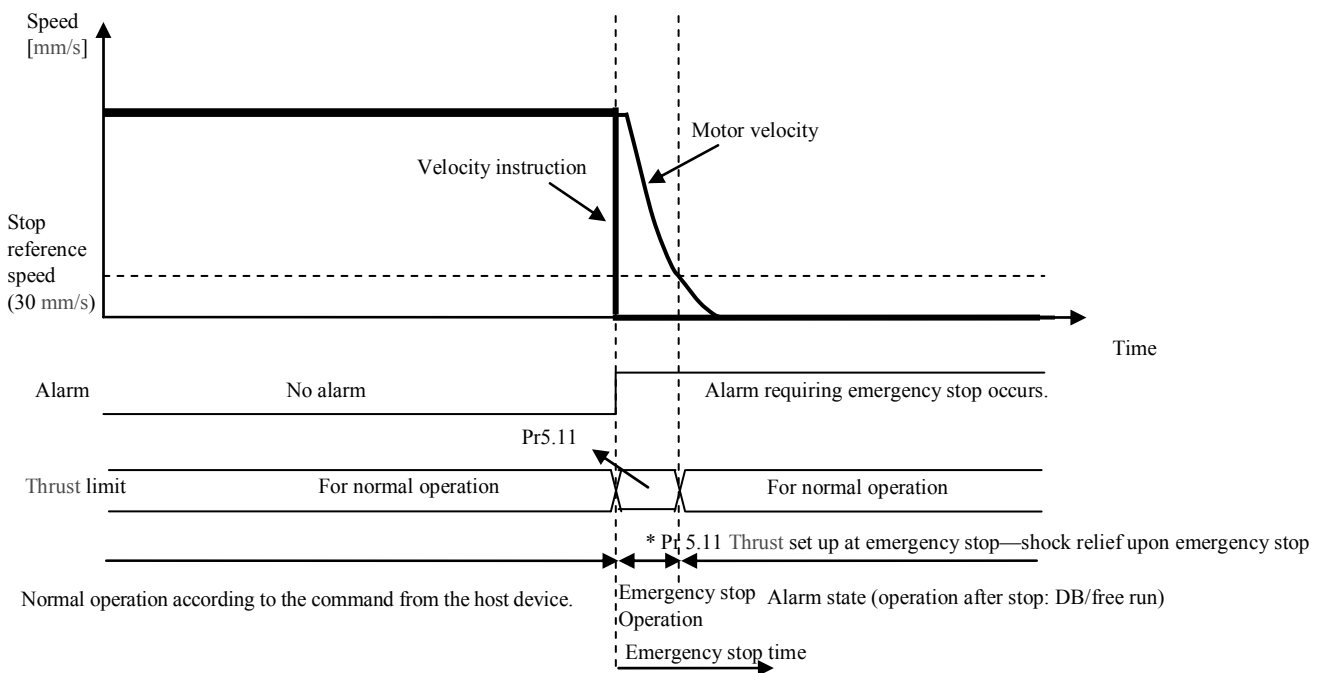 Speed
[mm/s]
Motor velocity
Velocity instruction
Stop
reference
speed
(30 mm/s)
Time
Alarm
No alarm
Alarm requiring emergency stop occurs.
Pr5.11
Thrust limit
For normal operation
For normal operation
* Pr 5.11 Thrust set up at emergency stop—shock relief upon emergency stop
Normal operation according to the command from the host device.
Emergency stop
Operation
Alarm state (operation after stop: DB/free run)
Emergency stop time